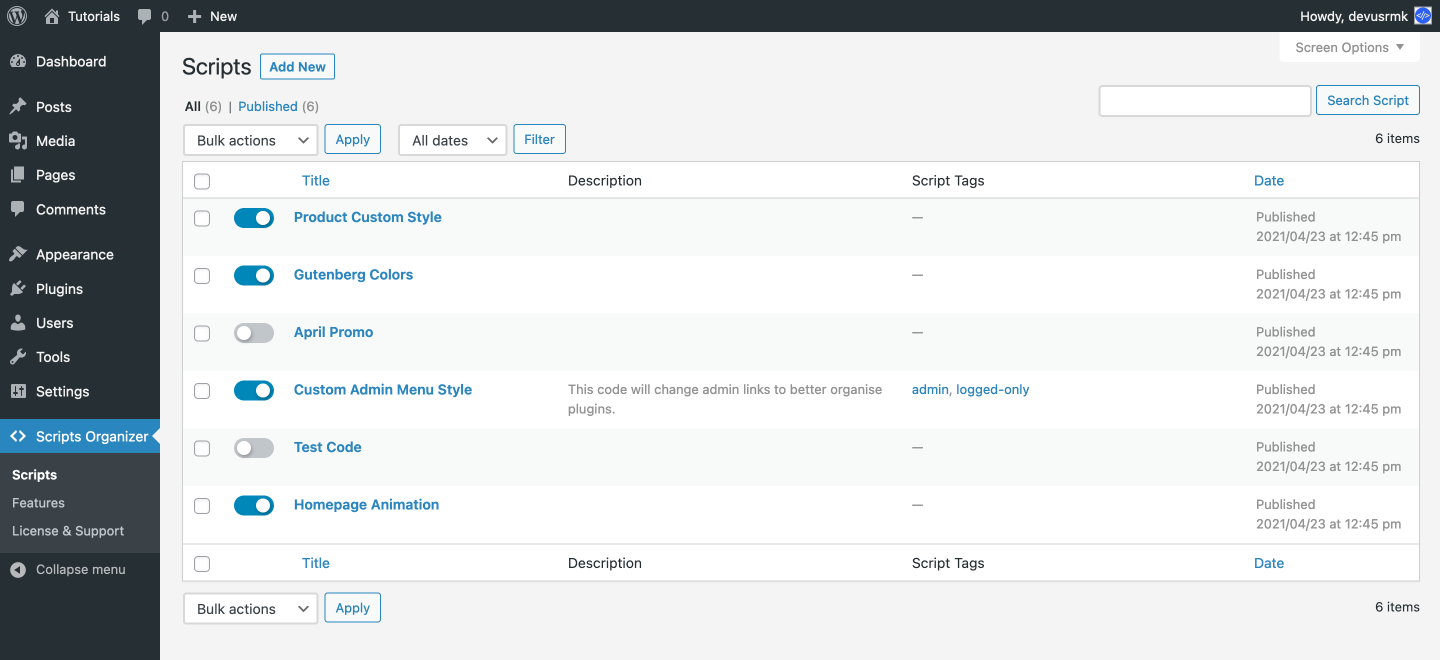 Tutorials 0 New Howdy, devusrmk
Dashboard
Posts
Media
Pages
Comments
Appearance
Plugins
Users
Tools
Settings
Scripts Organizer
Scripts
Features
License & Support
Collapse menu
Screen Options
Scripts Add New
All (6) | Published (6)
Search Script
Bulk actions Apply All dates Filter 6 items
Title Description Script Tags Date
Product Custom Style — Published
2021/04/23 at 12:45 pm
Gutenberg Colors — Published
2021/04/23 at 12:45 pm
April Promo — Published
2021/04/23 at 12:45 pm
Custom Admin Menu Style This code will change admin links to better organise admin, logged-only Published
plugins. 2021/04/23 at 12:45 pm
Test Code — Published
2021/04/23 at 12:45 pm
Homepage Animation — Published
2021/04/23 at 12:45 pm
Title Description Script Tags Date
Bulk actions Apply 6 items